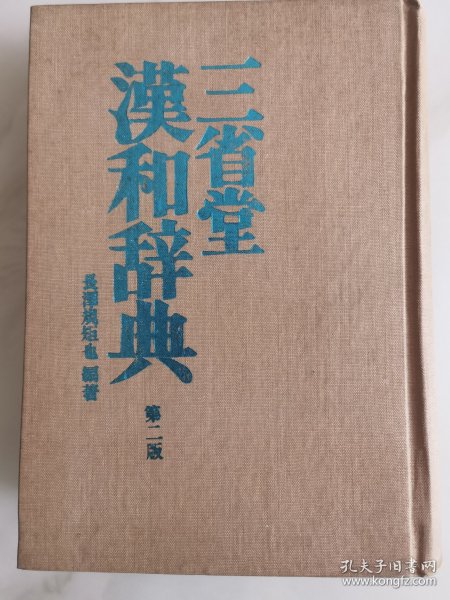 三省堂
漢和辞典
第二版
長澤規矩也 編著
孔夫子旧书网
www.kongfz.com